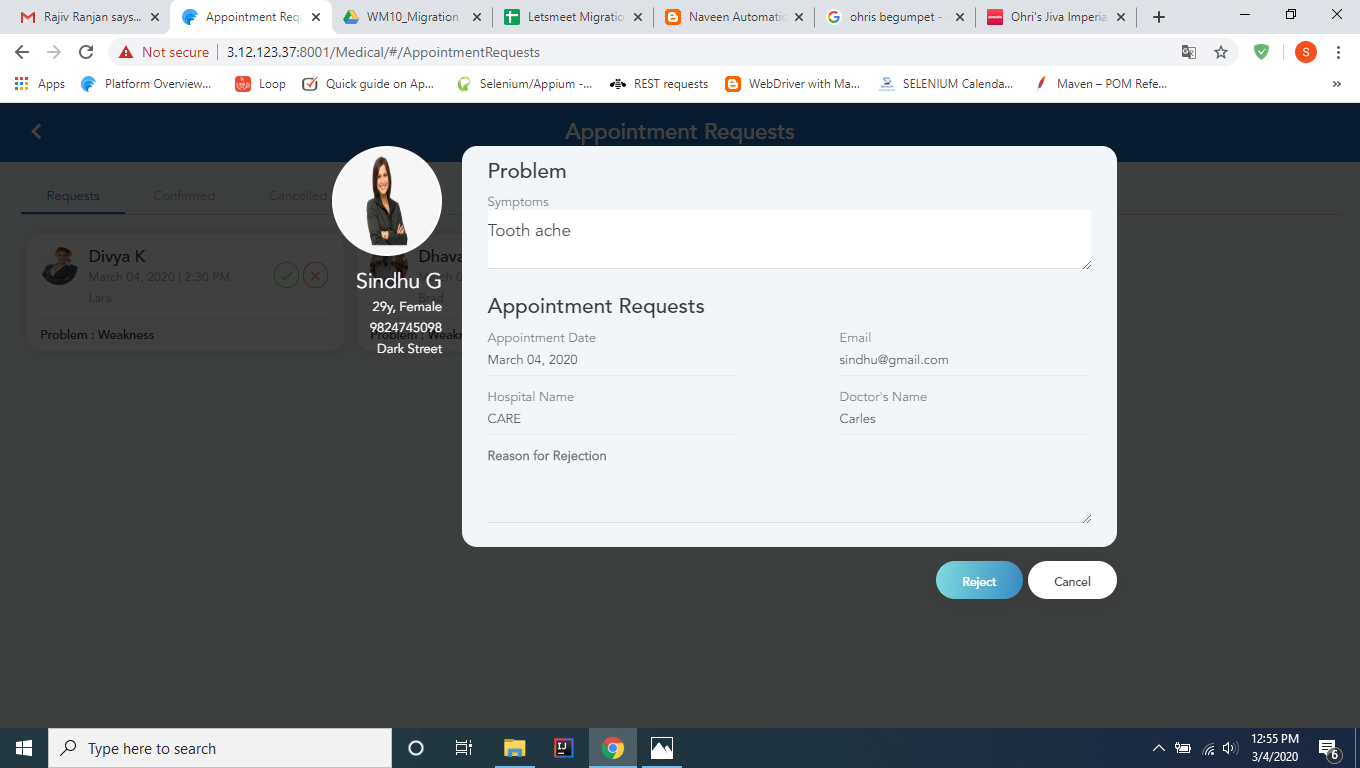 Rajiv Ranjan says...
Appointment Requ
WM10_Migration
Letsmeet Migratio
Naveen Automatic
ohris begumpet -
Ohri's Jiva Imperia
Not secure
3.12.123.37:8001/Medical/#/AppointmentRequests
S
Apps
Platform Overview...
Loop
Quick guide on Ap...
Selenium/Appium -...
REST requests
WebDriver with Ma...
SELENIUM Calenda...
Maven – POM Refe...
»
Appointment Requests
Requests
Confirmed
Cancelled
Divya K
March 04, 2020 | 2:30 PM
Lara
Problem : Weakness
Dhava
Brad
Problem : Weakn
Sindhu G
29y, Female
9824745098
Dark Street
Problem
Symptoms
Tooth ache
Appointment Requests
Appointment Date
March 04, 2020
Email
sindhu@gmail.com
Hospital Name
CARE
Doctor's Name
Carles
Reason for Rejection
Reject
Cancel
Type here to search
IJ
12:55 PM
3/4/2020
6